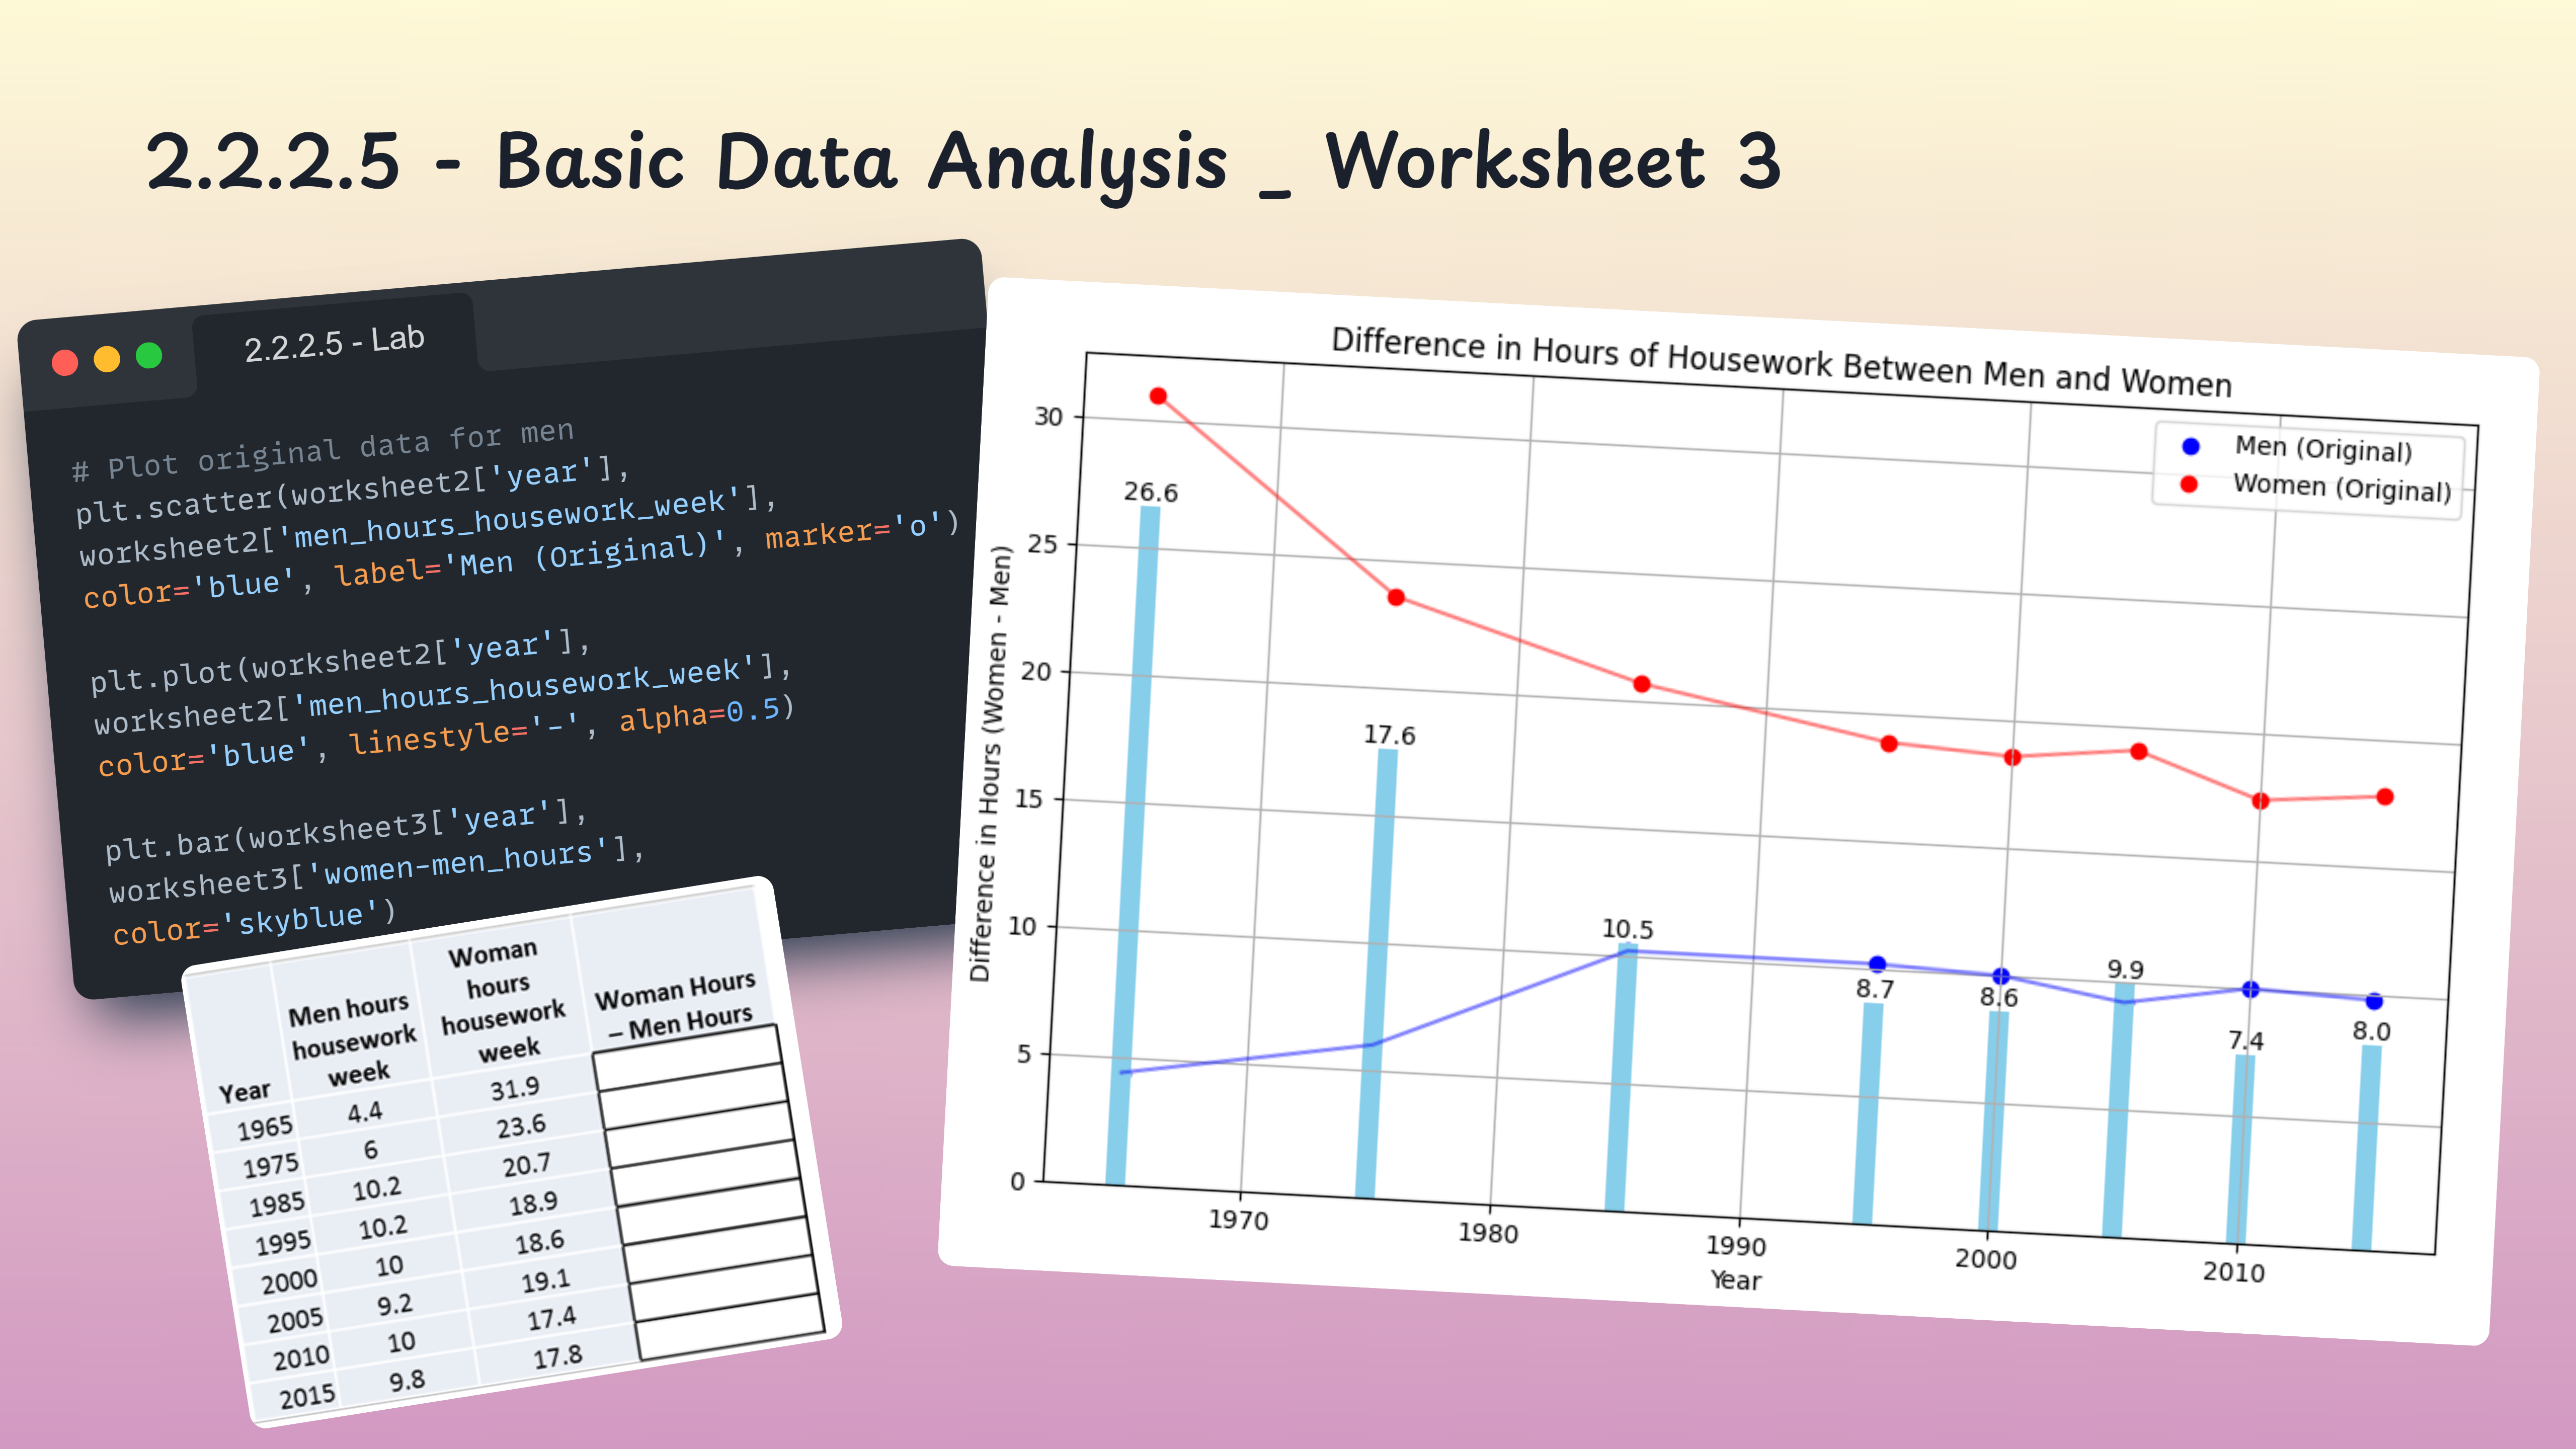 2.2.2.5 - Basic Data Analysis _ Worksheet 3
2.2.2.5 - Lab
# Plot original data for men
plt.scatter(worksheet2['year'],
worksheet2['men_hours_housework_week'],
color='blue', label='Men (Original)', marker='o')
plt.plot(worksheet2['year'],
worksheet2['men_hours_housework_week'],
color='blue', linestyle='-', alpha=0.5)
plt.bar(worksheet3['year'],
worksheet3['women-men_hours'],
color='skyblue')
Year
Men hours
housework
week
Woman
hours
housework
week
Woman Hours
– Men Hours
1965 4.4 31.9
1975 6 23.6
1985 10.2 20.7
1995 10.2 18.9
2000 10 18.6
2005 9.2 19.1
2010 10 17.4
2015 9.8 17.8
Difference in Hours of Housework Between Men and Women
Men (Original)
Women (Original)
Difference in Hours (Women - Men)
30
25
20
15
10
5
0
26.6
17.6
10.5
8.7
8.6
9.9
7.4
8.0
1970 1980 1990 2000 2010
Year